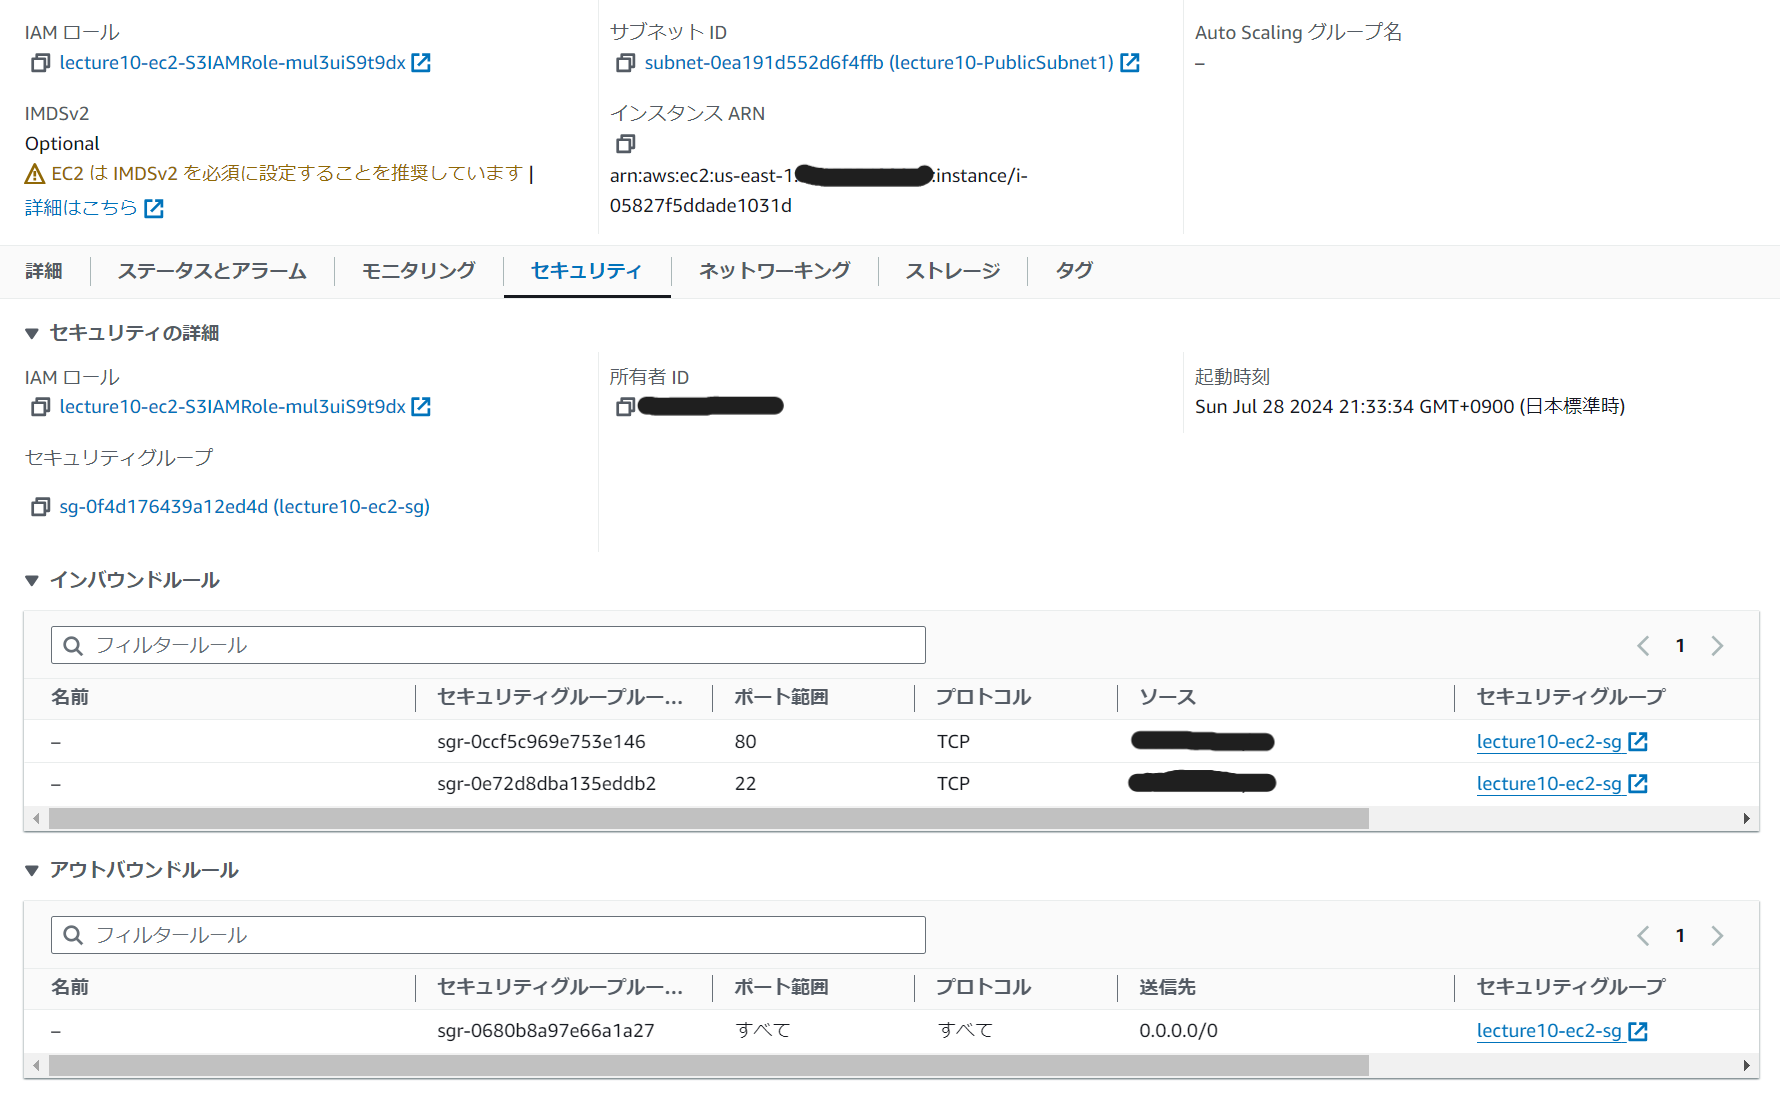 IAM ロール
lecture10-ec2-S3IAMRole-mul3uiS9t9dx
サブネット ID
subnet-0ea191d552d6f4ffb (lecture10-PublicSubnet1)
Auto Scaling グループ名
–
IMDSv2
Optional
EC2 は IMDSv2 を必須に設定することを推奨しています |
詳細はこちら
インスタンス ARN
arn:aws:ec2:us-east-1: :instance/i-
05827f5ddade1031d
詳細 ステータスとアラーム モニタリング セキュリティ ネットワーキング ストレージ タグ
セキュリティの詳細
IAM ロール
lecture10-ec2-S3IAMRole-mul3uiS9t9dx
所有者 ID
起動時刻
Sun Jul 28 2024 21:33:34 GMT+0900 (日本標準時)
セキュリティグループ
sg-0f4d176439a12ed4d (lecture10-ec2-sg)
インバウンドルール
フィルタールール 1
名前 セキュリティグループルー... ポート範囲 プロトコル ソース セキュリティグループ
– sgr-0ccf5c969e753e146 80 TCP lecture10-ec2-sg
– sgr-0e72d8dba135eddb2 22 TCP lecture10-ec2-sg
アウトバウンドルール
フィルタールール 1
名前 セキュリティグループルー... ポート範囲 プロトコル 送信先 セキュリティグループ
– sgr-0680b8a97e66a1a27 すべて すべて 0.0.0.0/0 lecture10-ec2-sg